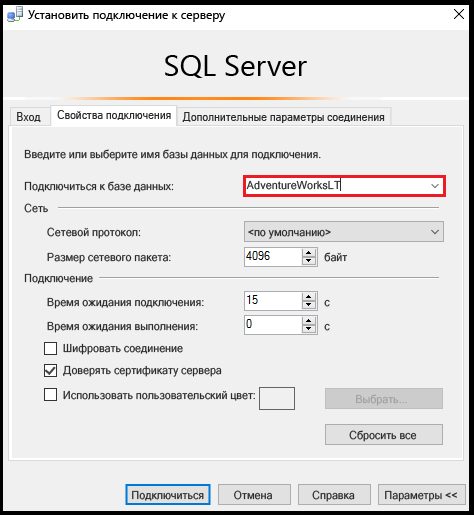 Установить подключение к серверу
SQL Server
Вход Свойства подключения Дополнительные параметры соединения
Введите или выберите имя базы данных для подключения.
Подключиться к базе данных: AdventureWorksLT
Сеть
Сетевой протокол: <по умолчанию>
Размер сетевого пакета: 4096 байт
Подключение
Время ожидания подключения: 15 с
Время ожидания выполнения: 0 с
Шифровать соединение
Доверять сертификату сервера
Использовать пользовательский цвет: Выбрать...
Сбросить все
Подключиться Отмена Справка Параметры <<